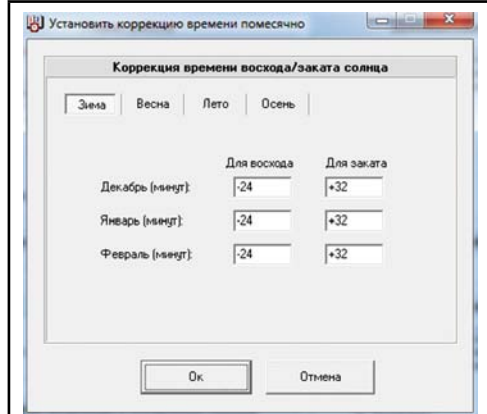 Установить коррекцию времени помесячно
Коррекция времени восхода/заката солнца
Зима Весна Лето Осень
Для восхода Для заката
Декабрь (минут): -24 +32
Январь (минут): -24 +32
Февраль (минут): -24 +32
Ок Отмена